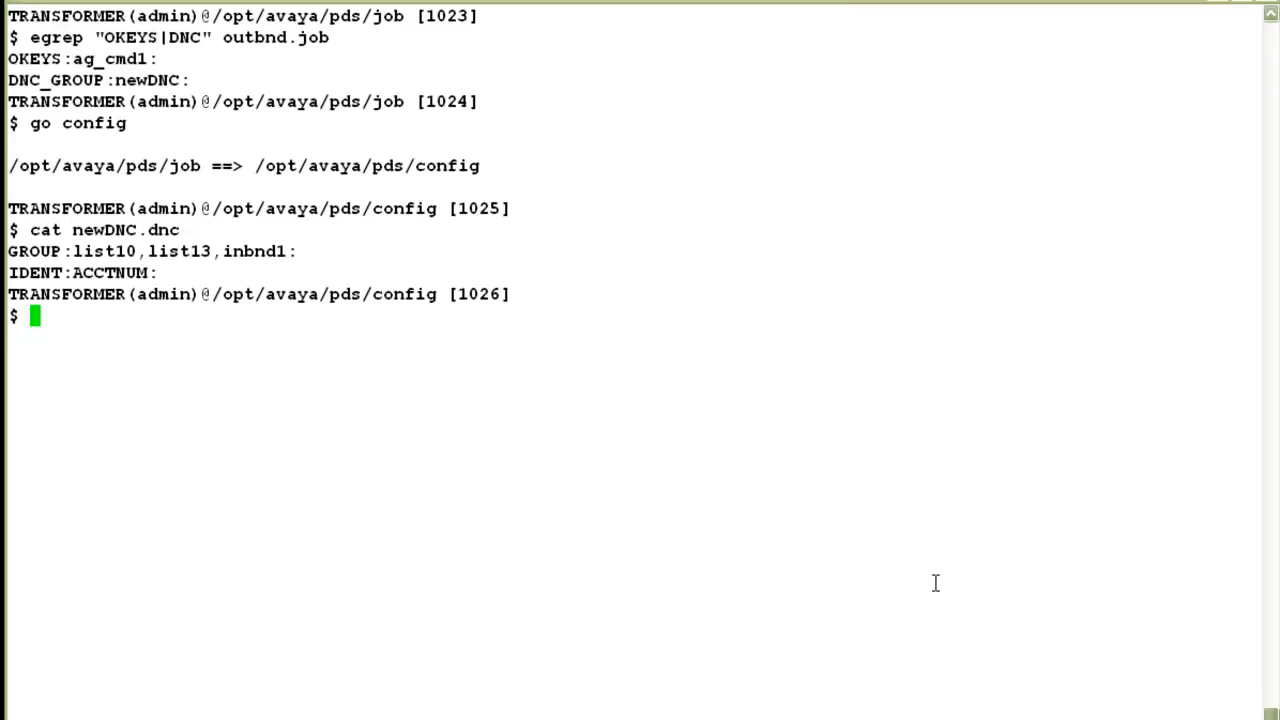 TRANSFORMER(admin)@/opt/avaya/pds/job [1023]
$ egrep "OKEYS|DNC" outbnd.job
OKEYS:ag_cmd1:
DNC_GROUP:newDNC:
TRANSFORMER(admin)@/opt/avaya/pds/job [1024]
$ go config
/opt/avaya/pds/job ==> /opt/avaya/pds/config
TRANSFORMER(admin)@/opt/avaya/pds/config [1025]
$ cat newDNC.dnc
GROUP:list10,list13,inbnd1:
IDENT:ACCTNUM:
TRANSFORMER(admin)@/opt/avaya/pds/config [1026]
$